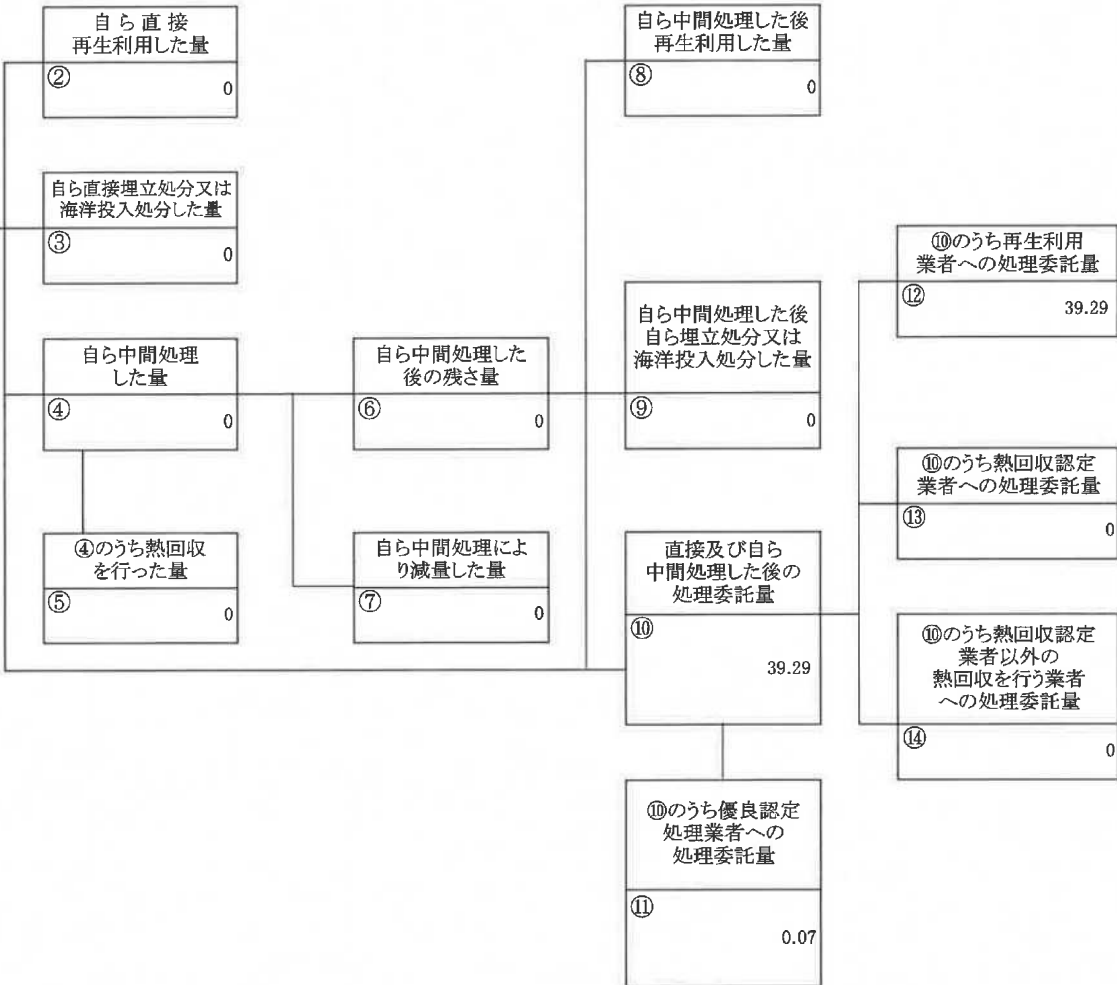 自ら直接
再生利用した量
②
0
自ら直接埋立処分又は
海洋投入処分した量
③
0
自ら中間処理
した量
④
0
④のうち熱回収
を行った量
⑤
0
自ら中間処理した
後の残さ量
⑥
0
自ら中間処理によ
り減量した量
⑦
0
自ら中間処理した後
再生利用した量
⑧
0
自ら中間処理した後
自ら埋立処分又は
海洋投入処分した量
⑨
0
直接及び自ら
中間処理した後の
処理委託量
⑩
39.29
⑩のうち優良認定
処理業者への
処理委託量
⑪
0.07
⑩のうち再生利用
業者への処理委託量
⑫
39.29
⑩のうち熱回収認定
業者への処理委託量
⑬
0
⑩のうち熱回収認定
業者以外の
熱回収を行う業者
への処理委託量
⑭
0